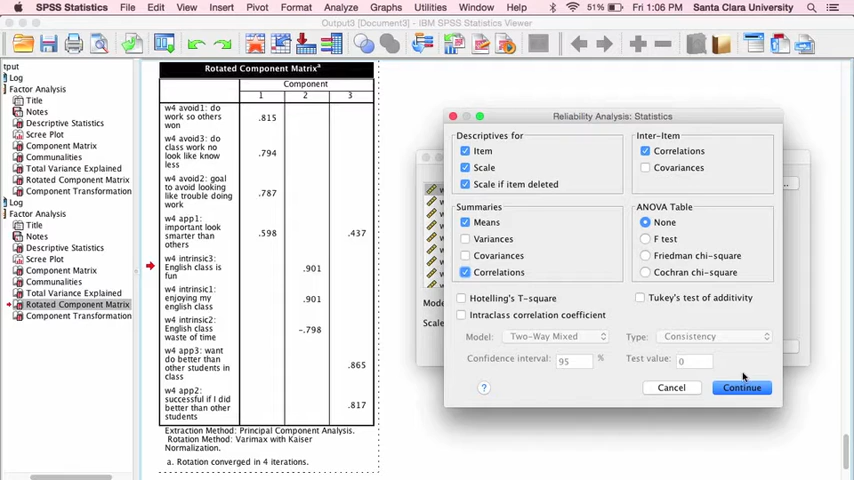 SPSS Statistics File Edit View Insert Pivot Format Analyze Graphs Utilities Window Help 51% Fri 1:06 PM Santa Clara University
Output3 [Document3] - IBM SPSS Statistics Viewer
tput
Log
Factor Analysis
Title
Notes
Descriptive Statistics
Scree Plot
Component Matrix
Communalities
Total Variance Explained
Rotated Component Matrix
Component Transformation
Log
Factor Analysis
Title
Notes
Descriptive Statistics
Scree Plot
Component Matrix
Communalities
Total Variance Explained
Rotated Component Matrix
Component Transformation
Rotated Component Matrixa
Component
1 2 3
w4 avoid1: do
work so others
won
.815
w4 avoid3: do
class work no
look like know
less
.794
w4 avoid2: goal
to avoid looking
like trouble doing
work
.787
w4 app1:
important look
smarter than
others
.598 .437
w4 intrinsic3:
English class is
fun
.901
w4 intrinsic1:
enjoying my
english class
.901
w4 intrinsic2:
English class
waste of time
-.798
w4 app3: want
do better than
other students in
class
.865
w4 app2:
successful if I did
better than other
students
.817
Extraction Method: Principal Component Analysis.
Rotation Method: Varimax with Kaiser
Normalization.
a. Rotation converged in 4 iterations.
Mode
Scale
Reliability Analysis: Statistics
Descriptives for
Item
Scale
Scale if item deleted
Inter-Item
Correlations
Covariances
Summaries
Means
Variances
Covariances
Correlations
ANOVA Table
None
F test
Friedman chi-square
Cochran chi-square
Hotelling's T-square
Tukey's test of additivity
Intraclass correlation coefficient
Model: Two-Way Mixed Type: Consistency
Confidence interval: 95 % Test value: 0
? Cancel Continue